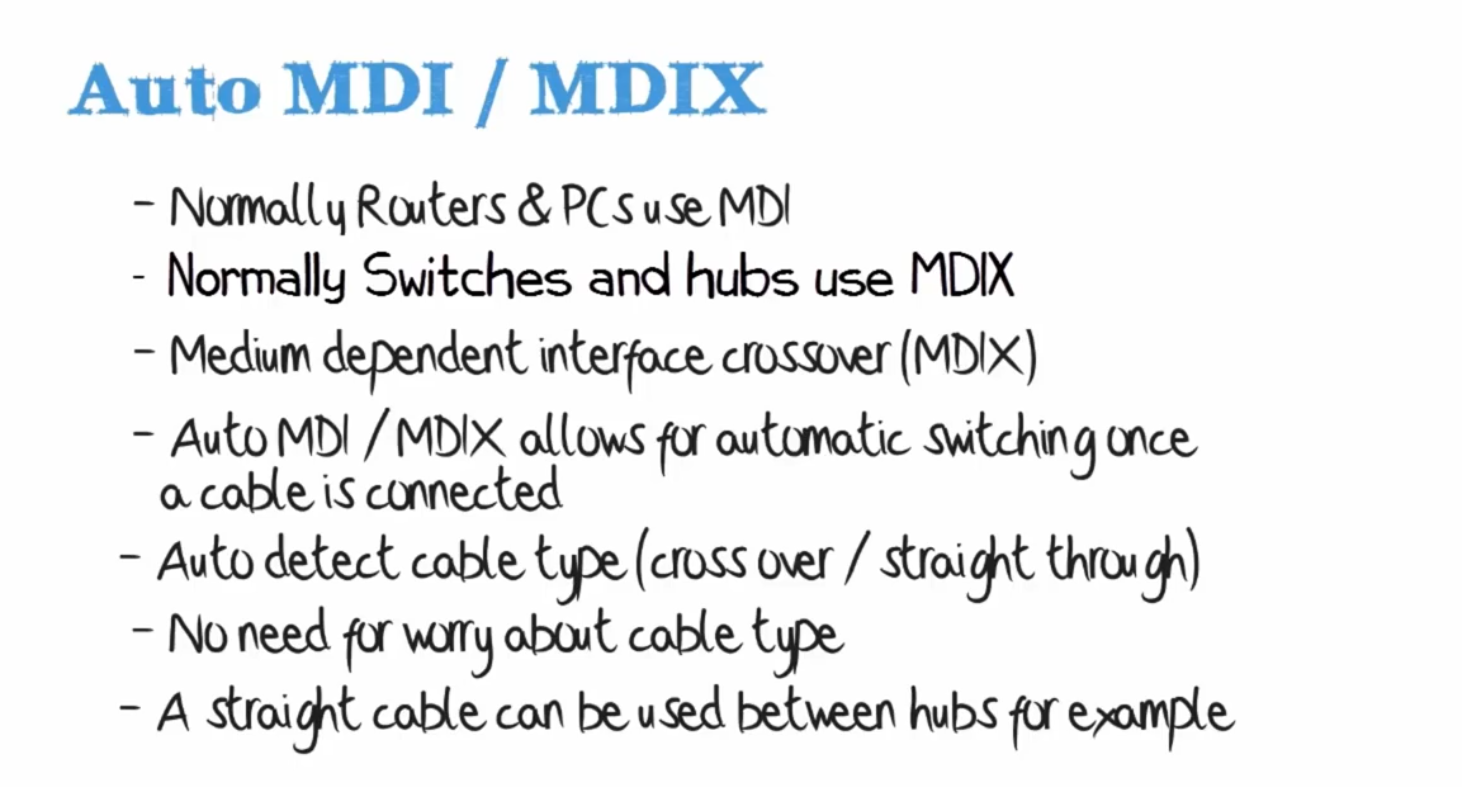 Auto MDI / MDIX
- Normally Routers & PCs use MDI
- Normally Switches and hubs use MDIX
- Medium dependent interface crossover (MDIX)
- Auto MDI / MDIX allows for automatic switching once
a cable is connected
- Auto detect cable type (cross over / straight through)
- No need for worry about cable type
- A straight cable can be used between hubs for example